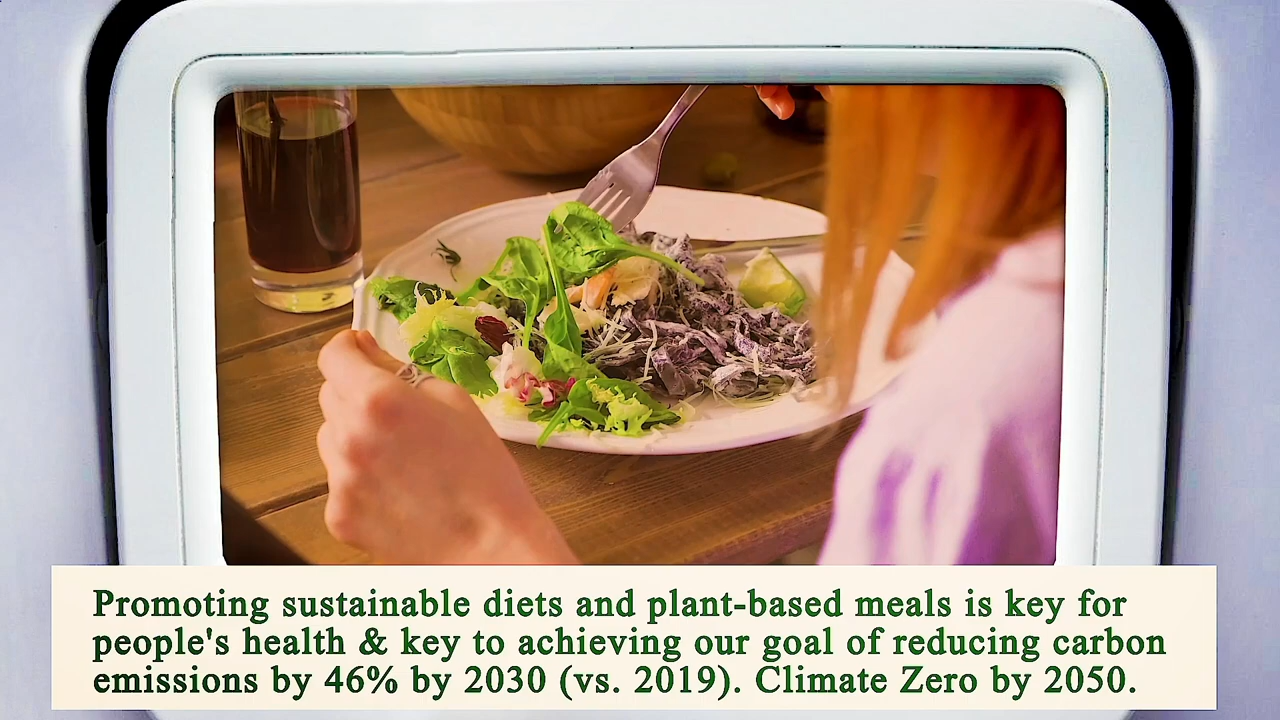 Promoting sustainable diets and plant-based meals is key for
people's health & key to achieving our goal of reducing carbon
emissions by 46% by 2030 (vs. 2019). Climate Zero by 2050.